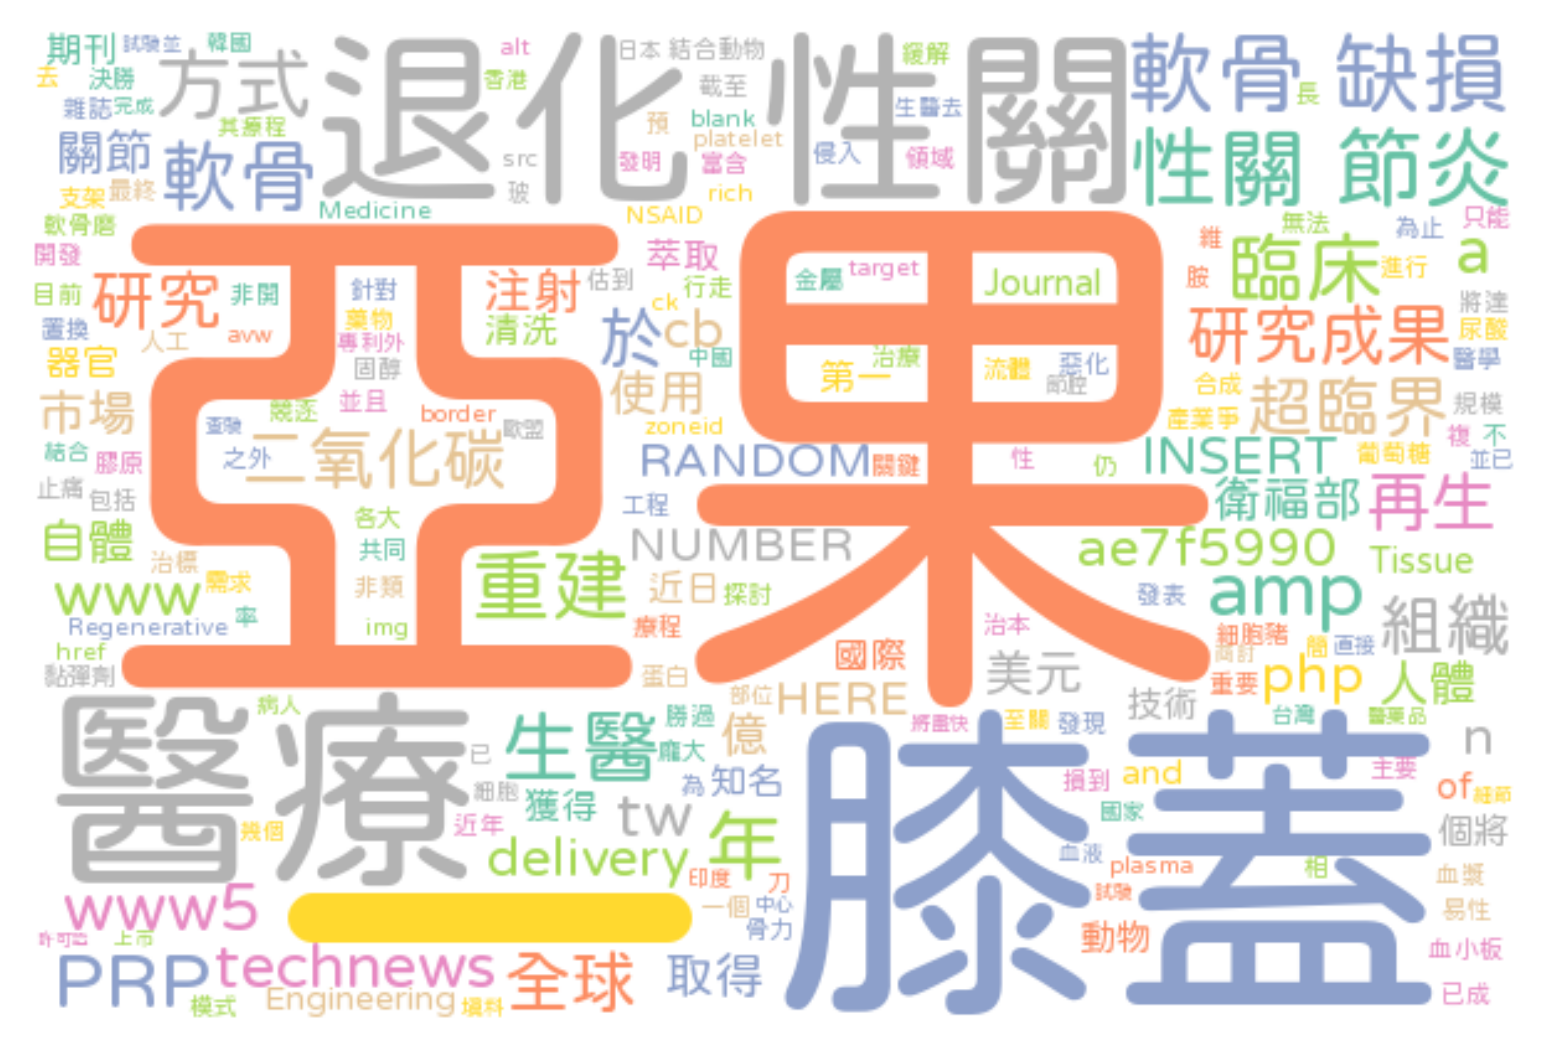 期刊 試驗並 韓國 退化 alt 日本 結合動物 性關 緩解 軟骨 缺損
去 決勝 方式 香港 截至 長
雜誌 完成 其療程 預 blank 生醫去
關節 軟骨 src platelet 侵入 領域 性關 節炎
支架 最終 玻 發明 富含 rich
軟骨磨 Medicine NSAID 無法 為止 只能
開發 亞果 萃取 雜 臨床 a
研究 非開 針對 注射 估到 行走 金屬 target Journal 胺 進行
目前 藥物 清洗 ck 將達
置換 人工 avw 專利外 於 cb 中國 第一 治療 流體 惡化 研究成果 尿酸
器官 固醇 使用 節腔 合成 醫學
市場 競逐 並且 border 歐盟 zoneid 產業爭 超臨界 規模
查驗 之外 二氧化碳 RANDOM 關鍵 性 仍 INSERT 葡萄糖 複 不
結合 膠原 並已
止痛 包括 各大 工程 衛福部 再生
自體 共同 NUMBER ae7f5990 Tissue
治標 非類 重建 近日 探討 發表 amp 組織
www 需求 率
Regenerative img 療程 治本 細胞豬 簡 直接
href 國際
黏彈劑 蛋白 美元 重要 php 人體
醫療 病人 部位 HERE 技術
生醫 勝過 億 將盡快 至關 發現 台灣 醫藥品 n
已 龐大 膝蓋 主要
細胞 為 知名 損到 and of 細節
幾個 近年 獲得 tw 年 國家 個將
delivery 血液 plasma 相 血漿
www5 一 印度 刀 試驗 易性
許可證 上市 一個 中心 骨力 動物 血小板
PRP technews 全球 取得 已成
模式 Engineering 填料